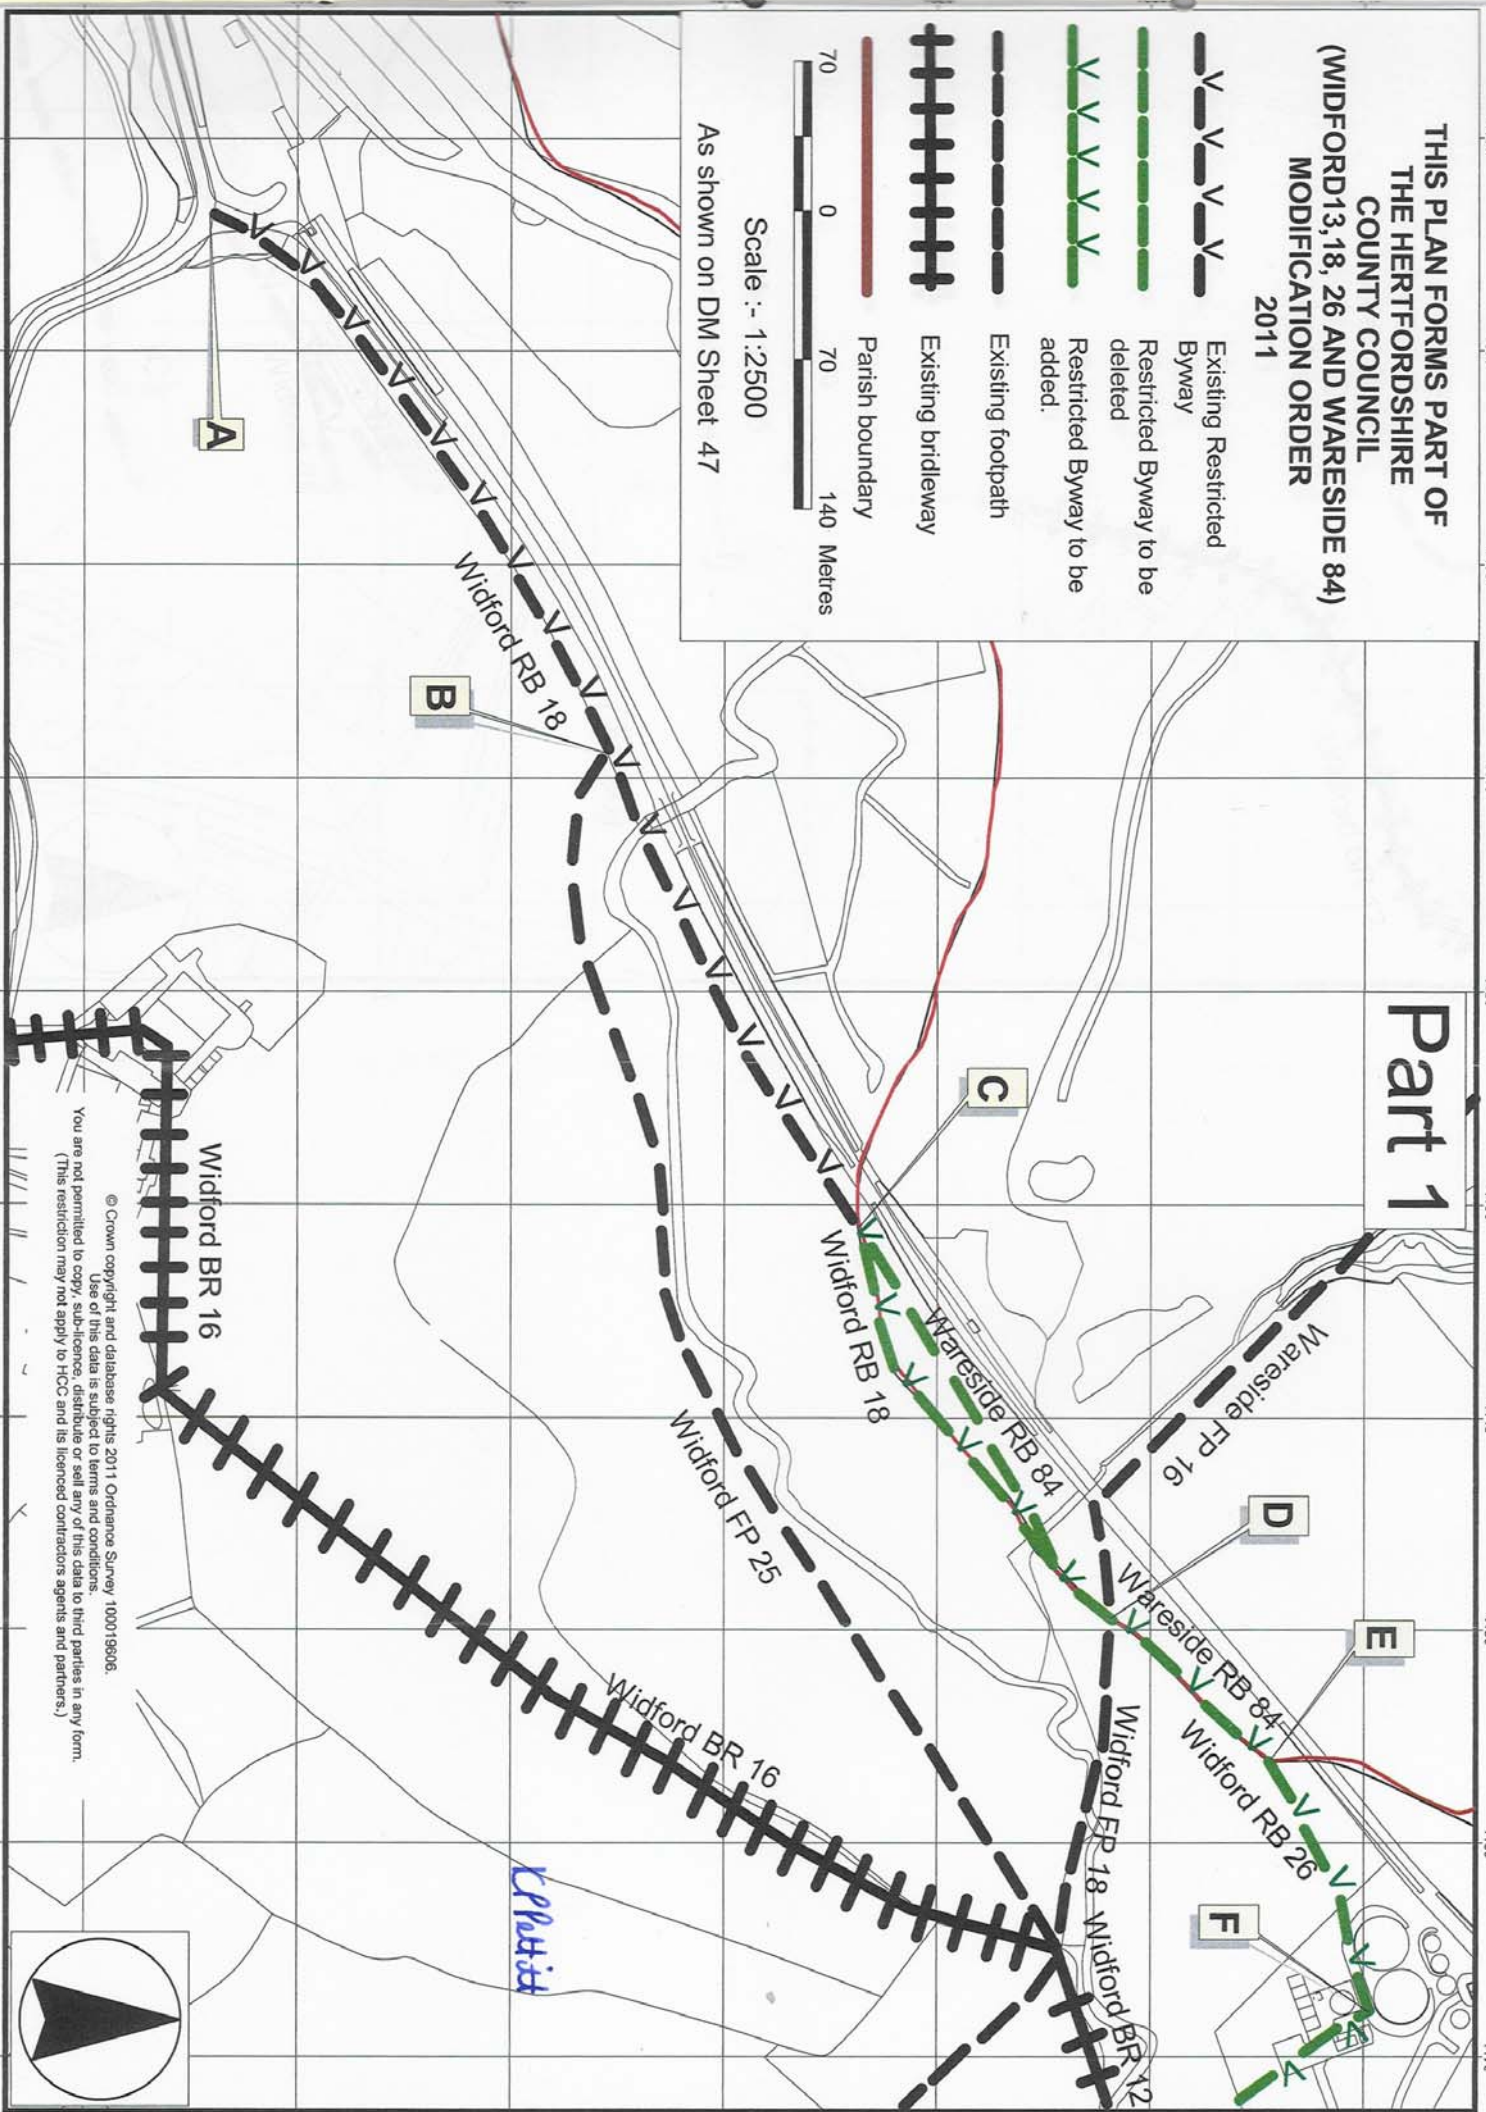 THIS PLAN FORMS PART OF
THE HERTFORDSHIRE
COUNTY COUNCIL
(WIDFORD13,18, 26 AND WARESIDE 84)
MODIFICATION ORDER
2011
Existing Restricted
Byway
Restricted Byway to be
deleted
Restricted Byway to be
added.
Existing footpath
Existing bridleway
Parish boundary
70 0 70 140 Metres
Scale :- 1:2500
As shown on DM Sheet 47
Part 1
A
B
C
D
E
F
Widford RB 18
Wareside FP 16
Wareside RB 84
Widford RB 18
Wareside RB 84
Widford RB 26
Widford FP 25
Widford FP 18
Widford BR 12
Widford BR 16
Widford BR 16
KPPettitt
© Crown copyright and database rights 2011 Ordnance Survey 100019606.
Use of this data is subject to terms and conditions.
You are not permitted to copy, sub-licence, distribute or sell any of this data to third parties in any form.
(This restriction may not apply to HCC and its licenced contractors agents and partners.)